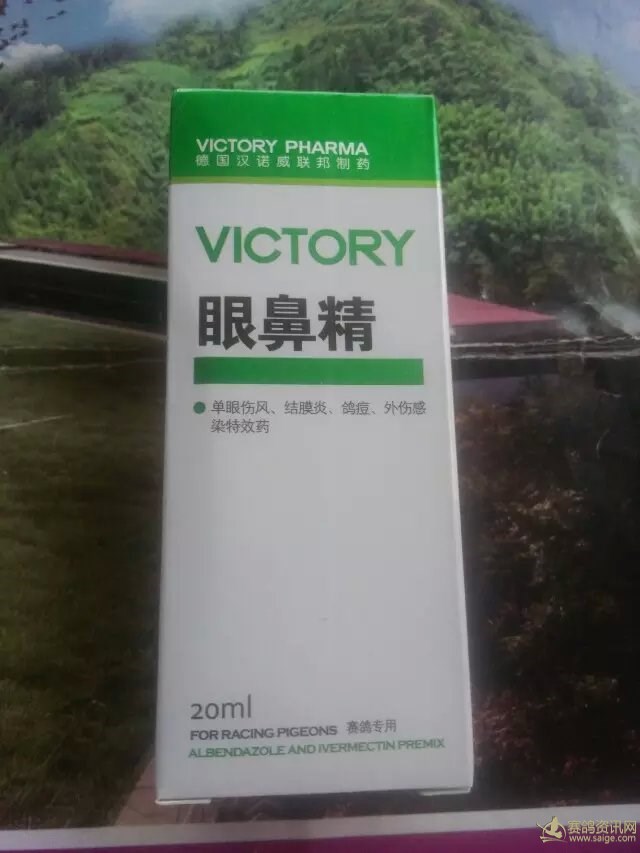 VICTORY PHARMA
德国汉诺威联邦制药
VICTORY
眼鼻精
单眼伤风、结膜炎、鸽痘、外伤感
染特效药
20ml
FOR RACING PIGEONS 赛鸽专用
ALBENDAZOLE AND IVERMECTIN PREMIX
赛鸽资讯网
www.saige.com